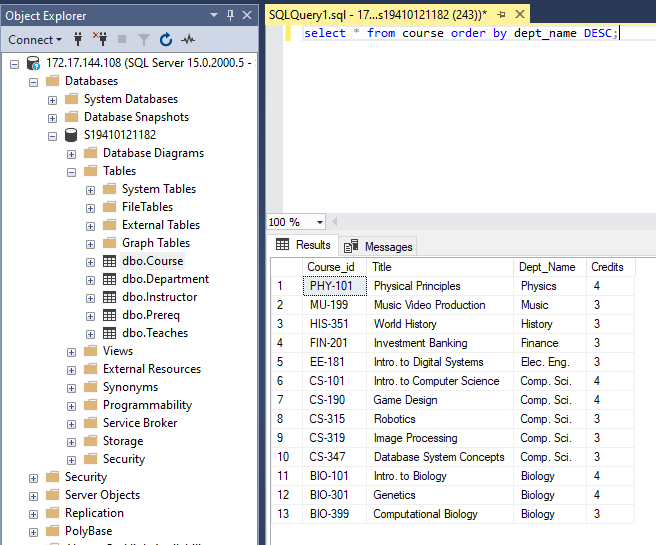 Object Explorer
Connect
172.17.144.108 (SQL Server 15.0.2000.5 - S
Databases
System Databases
Database Snapshots
S19410121182
Database Diagrams
Tables
System Tables
FileTables
External Tables
Graph Tables
dbo.Course
dbo.Department
dbo.Instructor
dbo.Prereq
dbo.Teaches
Views
External Resources
Synonyms
Programmability
Service Broker
Storage
Security
Security
Server Objects
Replication
PolyBase
SQLQuery1.sql - 17...s19410121182 (243))*
select * from course order by dept_name DESC;
100 %
Results Messages
Course_id Title Dept_Name Credits
1 PHY-101 Physical Principles Physics 4
2 MU-199 Music Video Production Music 3
3 HIS-351 World History History 3
4 FIN-201 Investment Banking Finance 3
5 EE-181 Intro. to Digital Systems Elec. Eng. 3
6 CS-101 Intro. to Computer Science Comp. Sci. 4
7 CS-190 Game Design Comp. Sci. 4
8 CS-315 Robotics Comp. Sci. 3
9 CS-319 Image Processing Comp. Sci. 3
10 CS-347 Database System Concepts Comp. Sci. 3
11 BIO-101 Intro. to Biology Biology 4
12 BIO-301 Genetics Biology 4
13 BIO-399 Computational Biology Biology 3